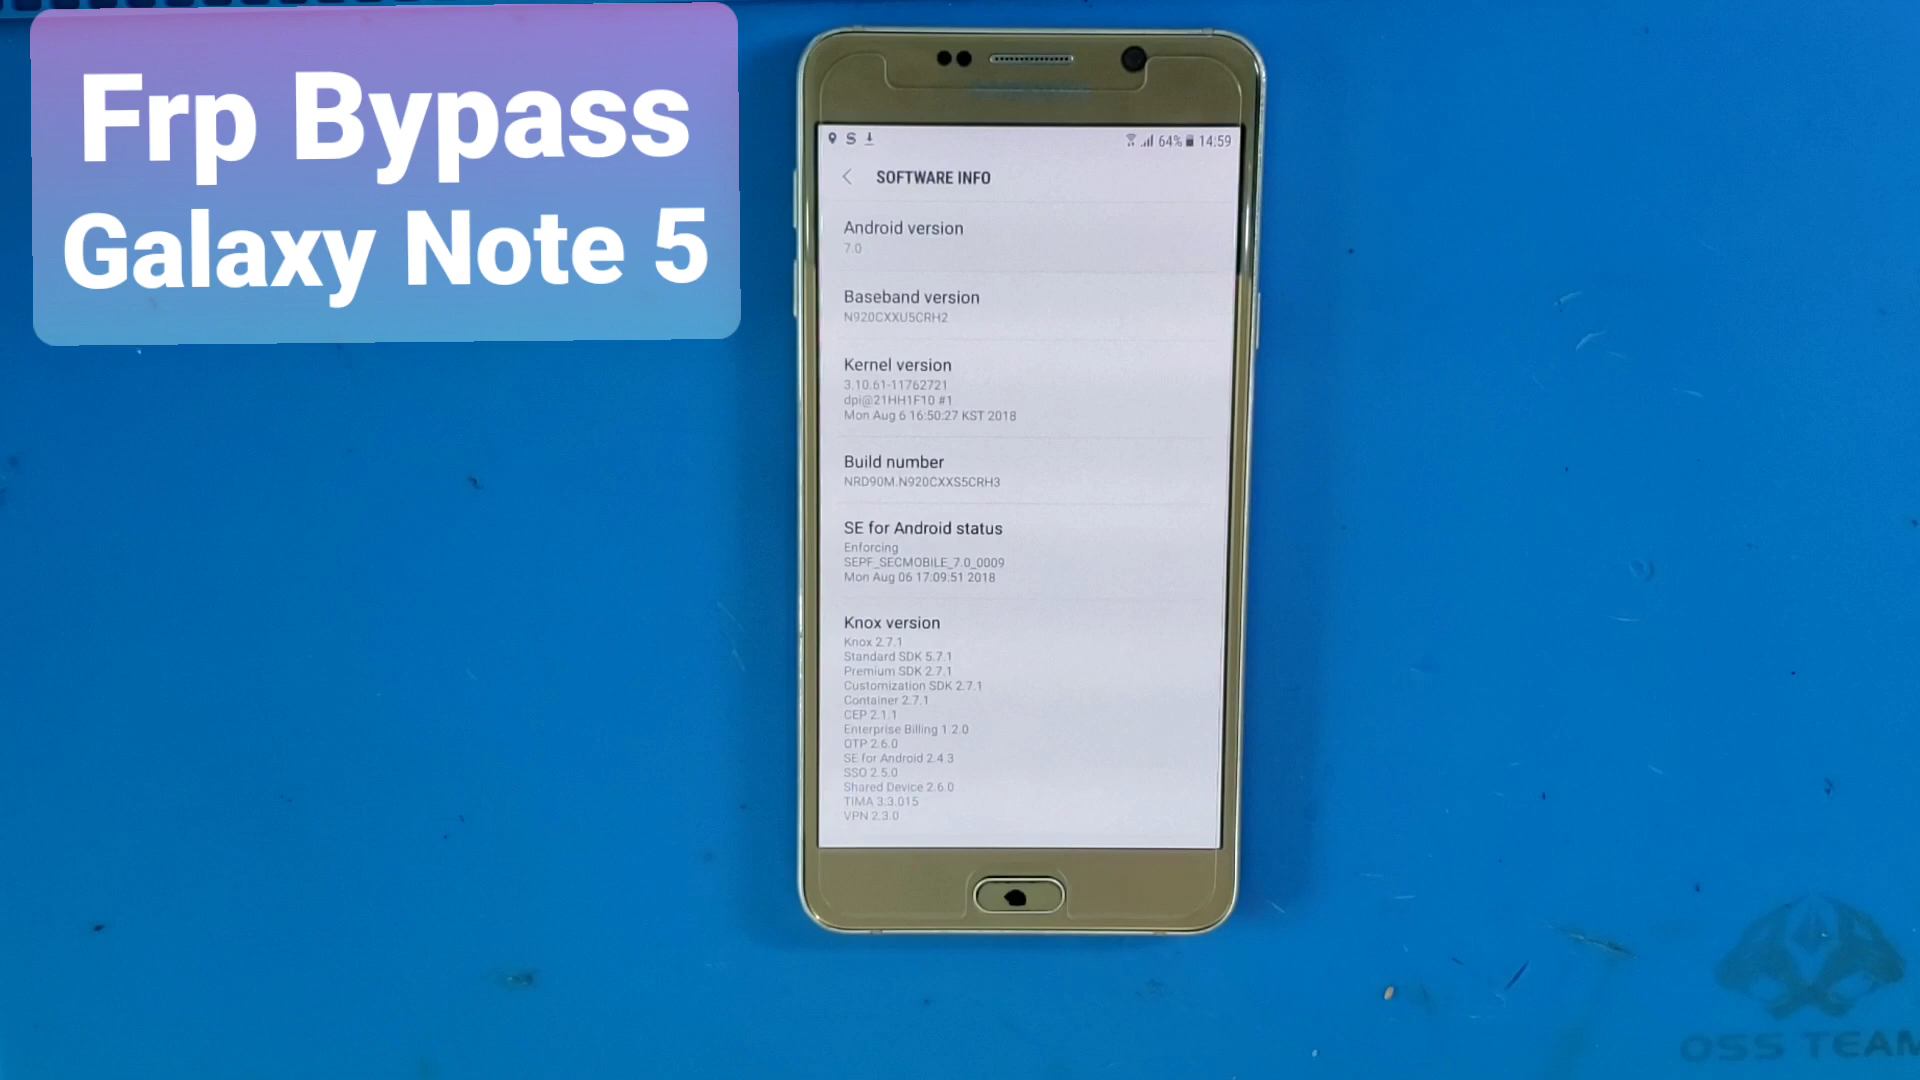 Frp Bypass
Galaxy Note 5
64% 14:59
SOFTWARE INFO
Android version
7.0
Baseband version
N920CXXU5CRH2
Kernel version
3.10.61-11762721
dpi@21HH1F10 #1
Mon Aug 6 16:50:27 KST 2018
Build number
NRD90M.N920CXXS5CRH3
SE for Android status
Enforcing
SEPF_SECMOBILE_7.0_0009
Mon Aug 06 17:09:51 2018
Knox version
Knox 2.7.1
Standard SDK 5.7.1
Premium SDK 2.7.1
Customization SDK 2.7.1
Container 2.7.1
CEP 2.1.1
Enterprise Billing 1.2.0
OTP 2.6.0
SE for Android 2.4.3
SSO 2.5.0
Shared Device 2.6.0
TIMA 3.3.015
VPN 2.3.0
OSS TEAM